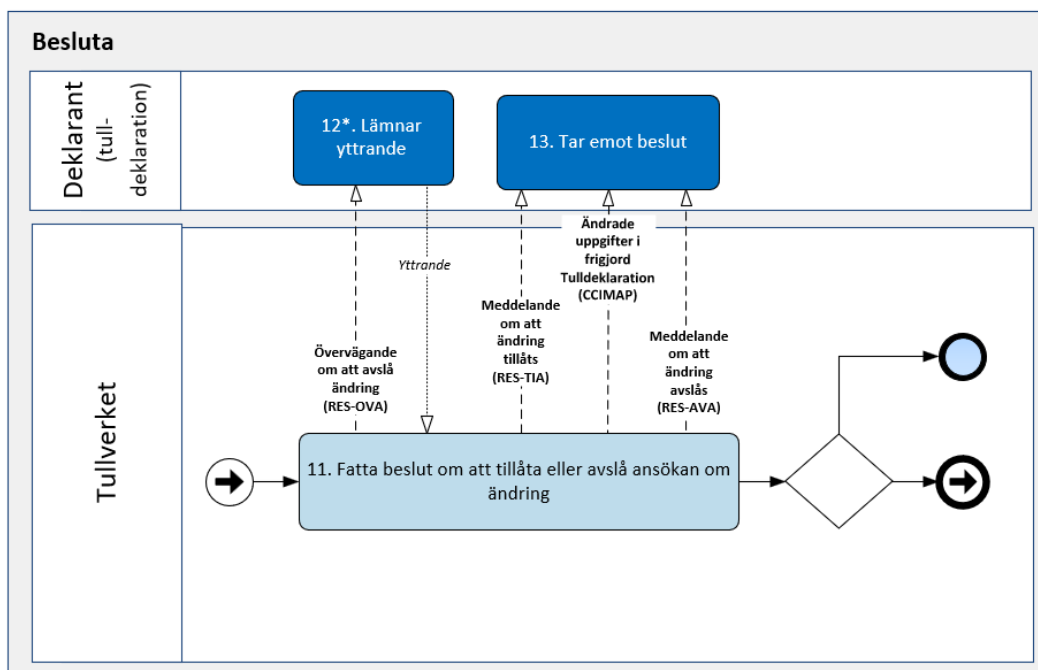 Besluta
Deklarant
(tull-
deklaration)
12*. Lämnar
yttrande
13. Tar emot beslut
Tullverket
Övervägande
om att avslå
ändring
(RES-OVA)
Yttrande
Meddelande
om att
ändring
tillåts
(RES-TIA)
Ändrade
uppgifter i
frigjord
Tulldeklaration
(CCIMAP)
Meddelande
om att
ändring
avslås
(RES-AVA)
11. Fatta beslut om att tillåta eller avslå ansökan om
ändring